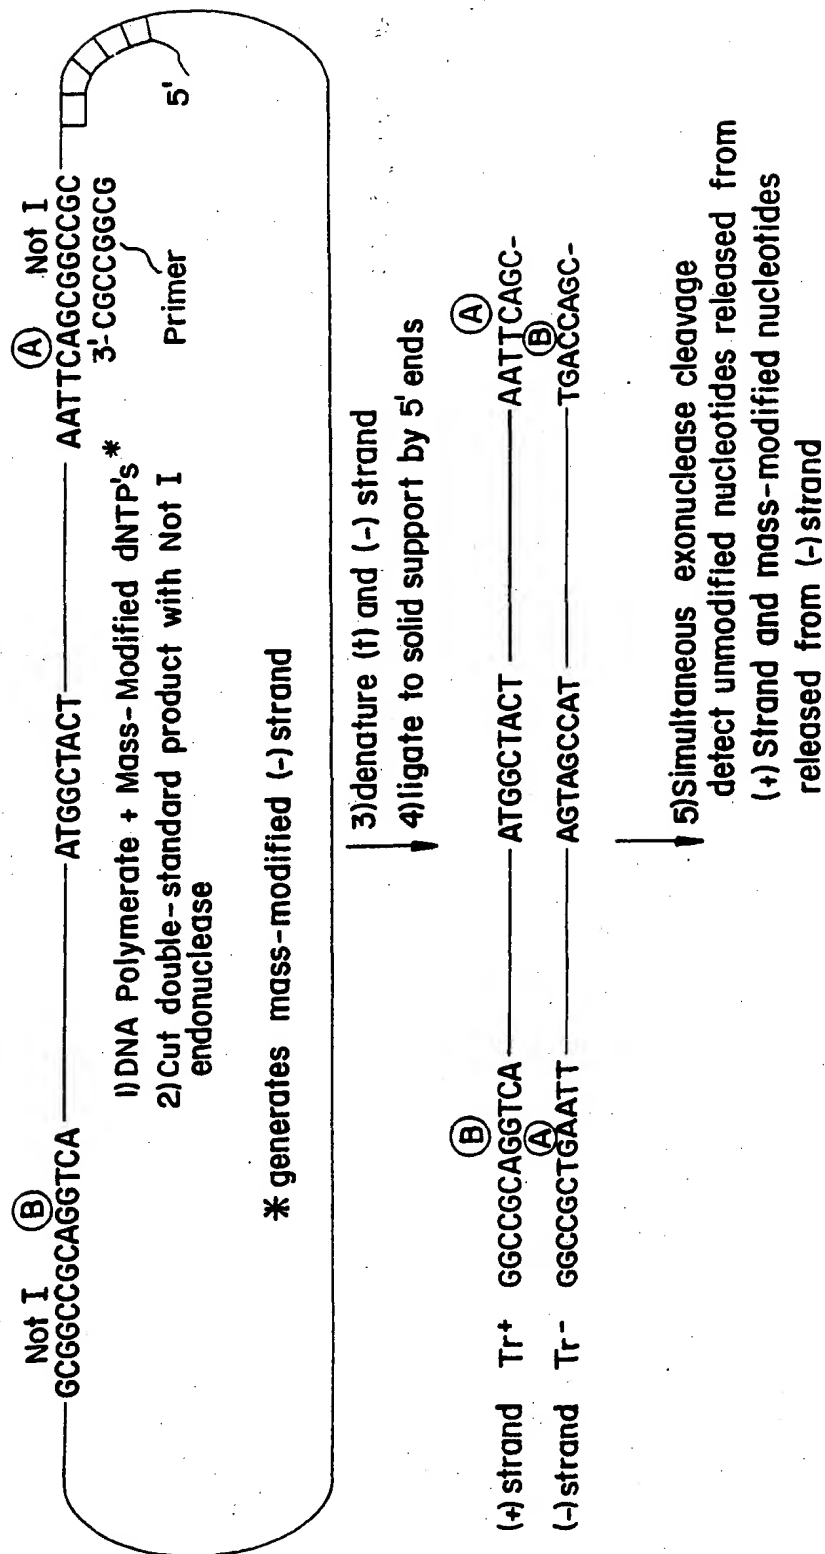 Not I Ⓑ
GCGGCCGCAGGTCA ATGGCTACT AATTCAGCGGCCGC
Ⓐ Not I
3'-CGCCGGCG
Primer
5'
1) DNA Polymerate + Mass-Modified dNTP's*
2) Cut double-standard product with Not I
endonuclease
* generates mass-modified (-) strand
3) denature (t) and (-) strand
4) ligate to solid support by 5' ends
Ⓑ Ⓐ
(+) strand Tr+ GGCCGCAGGTCA ATGGCTACT AATTCAGC-
Ⓐ Ⓑ
(-) strand Tr- GGCCGCTGAATT AGTAGCCAT TGACCAGC-
5) Simultaneous exonuclease cleavage
detect unmodified nucleotides released from
(+) Strand and mass-modified nucleotides
released from (-) strand